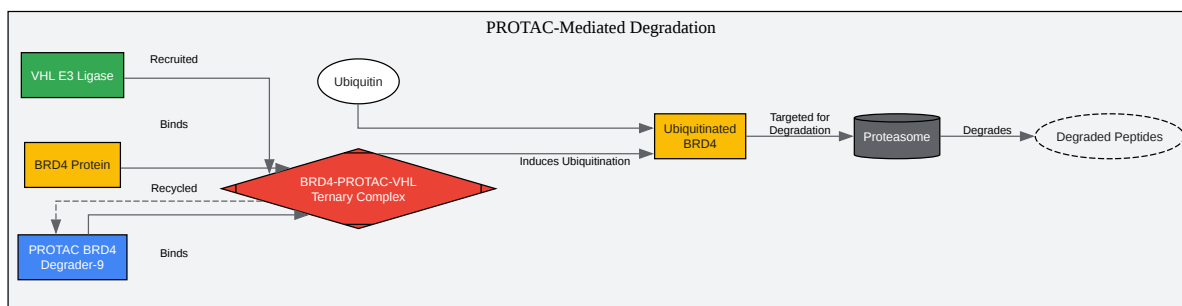 PROTAC-Mediated Degradation
VHL E3 Ligase
Recruited
Ubiquitin
Binds
Ubiquitinated
BRD4
Targeted for
Degradation
Proteasome
Degrades
Degraded Peptides
BRD4 Protein
Induces Ubiquitination
Recycled
BRD4-PROTAC-VHL
Ternary Complex
PROTAC BRD4
Degrader-9
Binds